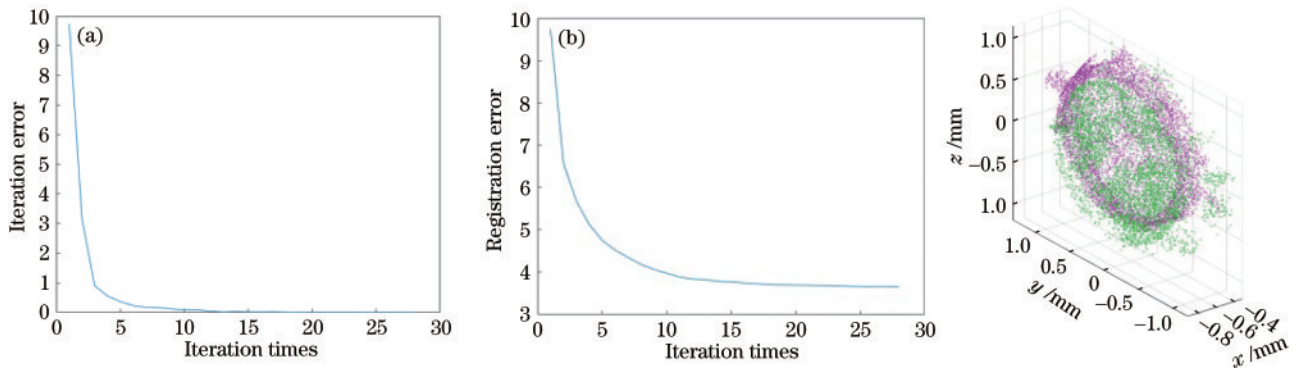 (a)
Iteration error
10
9
8
7
6
5
4
3
2
1
0
0 5 10 15 20 25 30
Iteration times
(b)
Registration error
10
9
8
7
6
5
4
3
0 5 10 15 20 25 30
Iteration times
z /mm
1.0
0.5
0
−0.5
1.0
1.0
0.5
0
−0.5
−1.0
y /mm
−0.4
−0.6
−0.8
x /mm